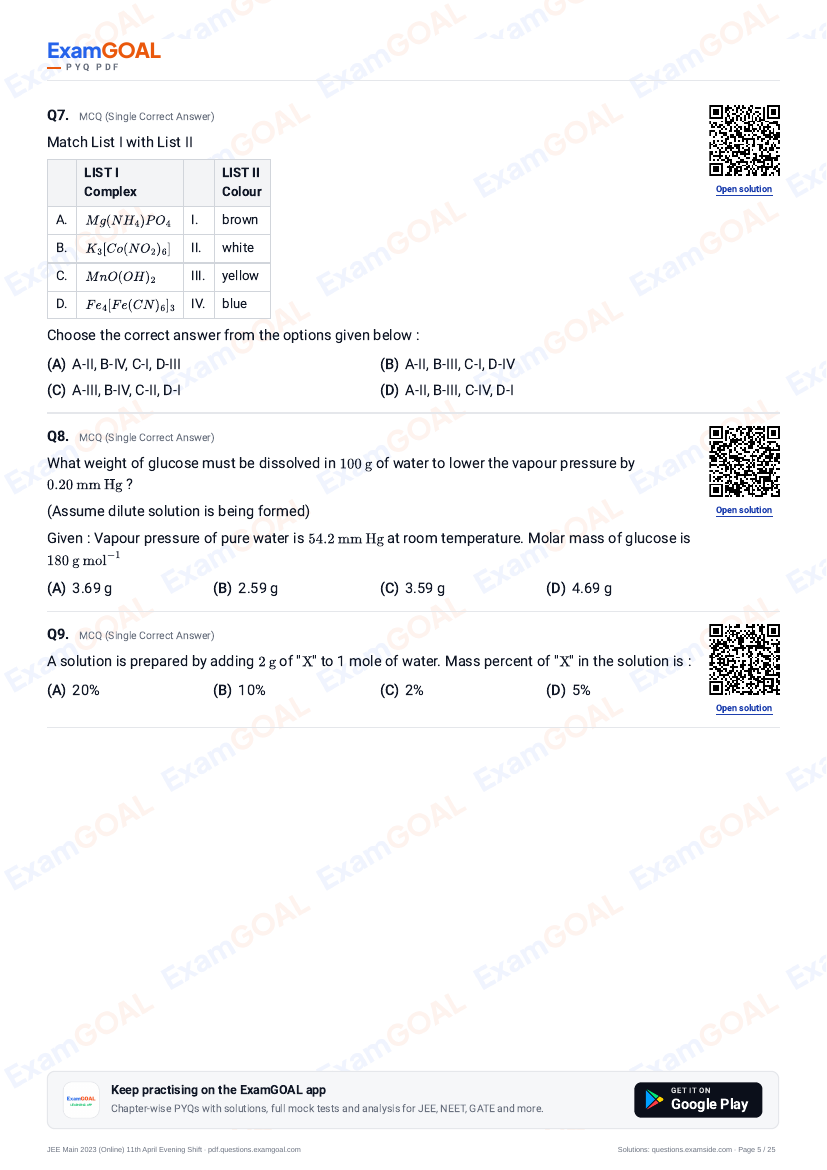 ExamGOAL
PYQ PDF
Q7. MCQ (Single Correct Answer)
Match List I with List II
LIST I Complex | LIST II Colour
A. $Mg(NH_4)PO_4$ I. brown
B. $K_3[Co(NO_2)_6]$ II. white
C. $MnO(OH)_2$ III. yellow
D. $Fe_4[Fe(CN)_6]_3$ IV. blue
Choose the correct answer from the options given below :
(A) A-II, B-IV, C-I, D-III (B) A-II, B-III, C-I, D-IV
(C) A-III, B-IV, C-II, D-I (D) A-II, B-III, C-IV, D-I
Open solution
Q8. MCQ (Single Correct Answer)
What weight of glucose must be dissolved in 100 g of water to lower the vapour pressure by
0.20 mm Hg ?
(Assume dilute solution is being formed)
Given : Vapour pressure of pure water is 54.2 mm Hg at room temperature. Molar mass of glucose is
$180 g mol^{-1}$
(A) 3.69 g (B) 2.59 g (C) 3.59 g (D) 4.69 g
Open solution
Q9. MCQ (Single Correct Answer)
A solution is prepared by adding 2 g of "X" to 1 mole of water. Mass percent of "X" in the solution is :
(A) 20% (B) 10% (C) 2% (D) 5%
Open solution
ExamGOAL
Keep practising on the ExamGOAL app
Chapter-wise PYQs with solutions, full mock tests and analysis for JEE, NEET, GATE and more.
GET IT ON
Google Play
JEE Main 2023 (Online) 11th April Evening Shift · pdf.questions.examgoal.com
Solutions: questions.examside.com · Page 5 / 25